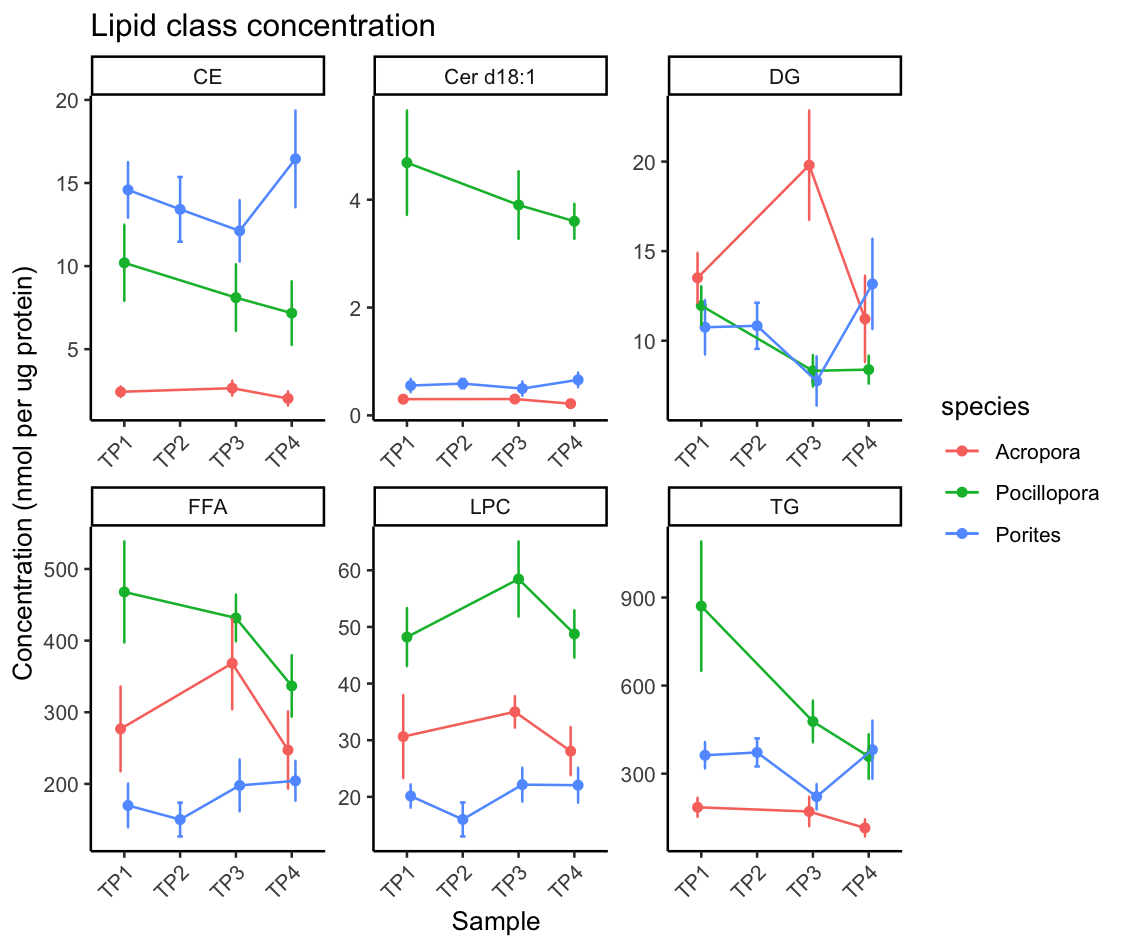 Lipid class concentration
CE
Cer d18:1
DG
20
15
10
5
4
2
0
20
15
10
TP1 TP2 TP3 TP4
TP1 TP2 TP3 TP4
TP1 TP2 TP3 TP4
FFA
LPC
TG
500
400
300
200
60
50
40
30
20
900
600
300
TP1 TP2 TP3 TP4
TP1 TP2 TP3 TP4
TP1 TP2 TP3 TP4
Concentration (nmol per ug protein)
Sample
species
Acropora
Pocillopora
Porites